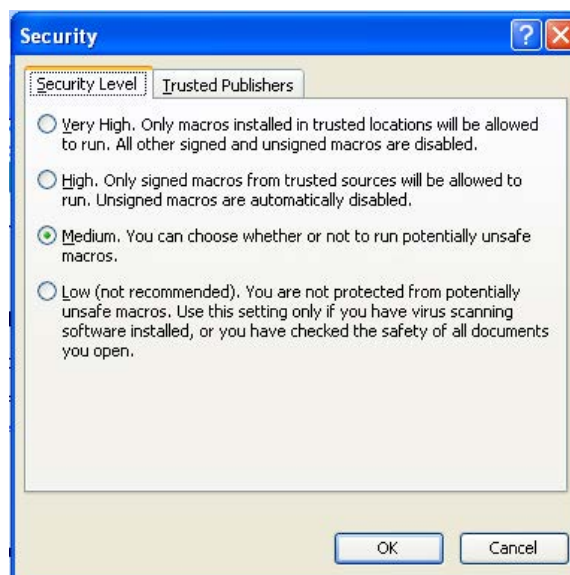 Security
Security Level
Trusted Publishers
Very High. Only macros installed in trusted locations will be allowed
to run. All other signed and unsigned macros are disabled.
High. Only signed macros from trusted sources will be allowed to
run. Unsigned macros are automatically disabled.
Medium. You can choose whether or not to run potentially unsafe
macros.
Low (not recommended). You are not protected from potentially
unsafe macros. Use this setting only if you have virus scanning
software installed, or you have checked the safety of all documents
you open.
OK
Cancel